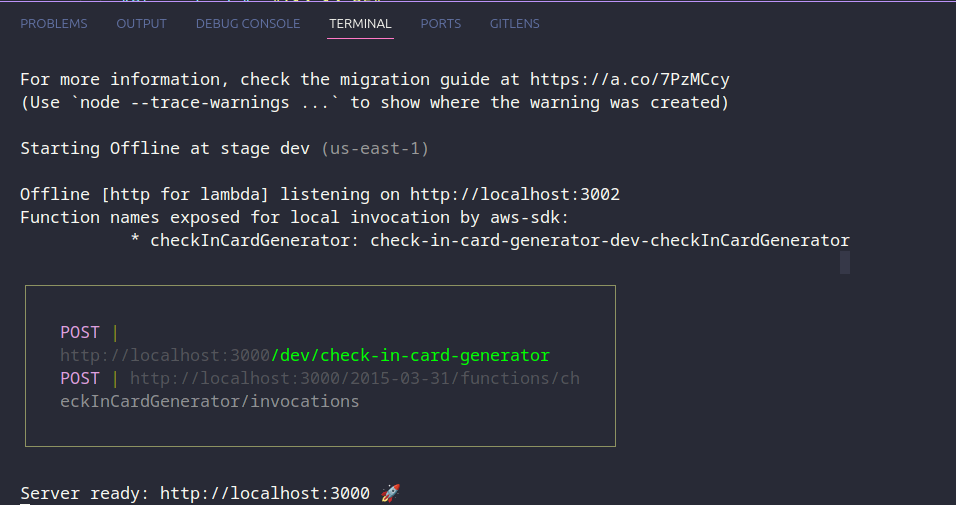 PROBLEMS OUTPUT DEBUG CONSOLE TERMINAL PORTS GITLENS
For more information, check the migration guide at https://a.co/7PzMCcy
(Use `node --trace-warnings ...` to show where the warning was created)
Starting Offline at stage dev (us-east-1)
Offline [http for lambda] listening on http://localhost:3002
Function names exposed for local invocation by aws-sdk:
* checkInCardGenerator: check-in-card-generator-dev-checkInCardGenerator
POST |
http://localhost:3000/dev/check-in-card-generator
POST | http://localhost:3000/2015-03-31/functions/ch
eckInCardGenerator/invocations
Server ready: http://localhost:3000 🚀